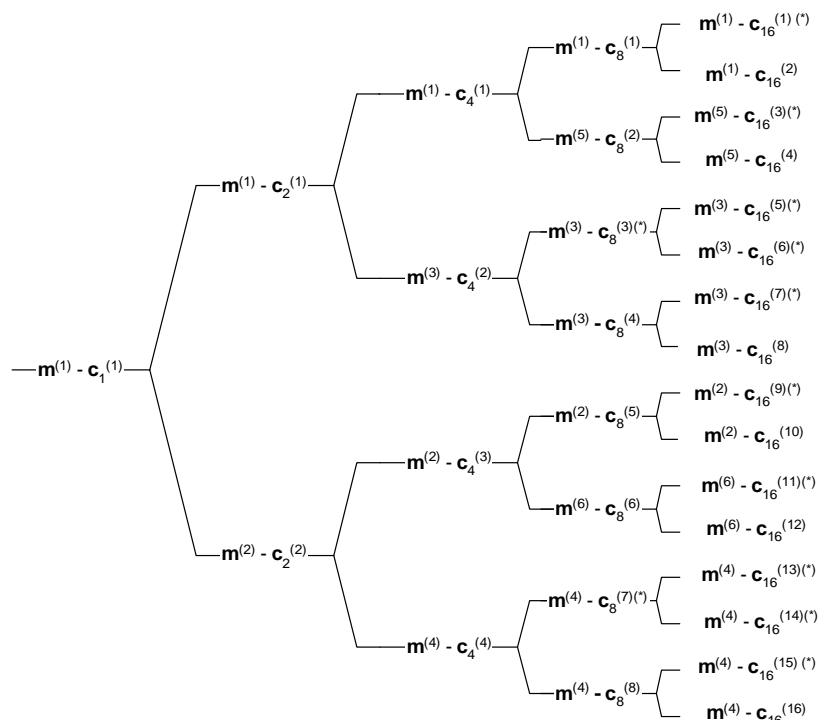 m(1) - c16(1) (*)
m(1) - c8(1)
m(1) - c16(2)
m(1) - c4(1)
m(5) - c16(3)(*)
m(5) - c8(2)
m(5) - c16(4)
m(1) - c2(1)
m(3) - c16(5)(*)
m(3) - c8(3)(*)
m(3) - c16(6)(*)
m(3) - c4(2)
m(3) - c16(7)(*)
m(3) - c8(4)
m(3) - c16(8)
m(1) - c1(1)
m(2) - c16(9)(*)
m(2) - c8(5)
m(2) - c16(10)
m(2) - c4(3)
m(6) - c16(11)(*)
m(6) - c8(6)
m(6) - c16(12)
m(2) - c2(2)
m(4) - c16(13)(*)
m(4) - c8(7)(*)
m(4) - c16(14)(*)
m(4) - c4(4)
m(4) - c16(15)(*)
m(4) - c8(8)
m(4) - c16(16)